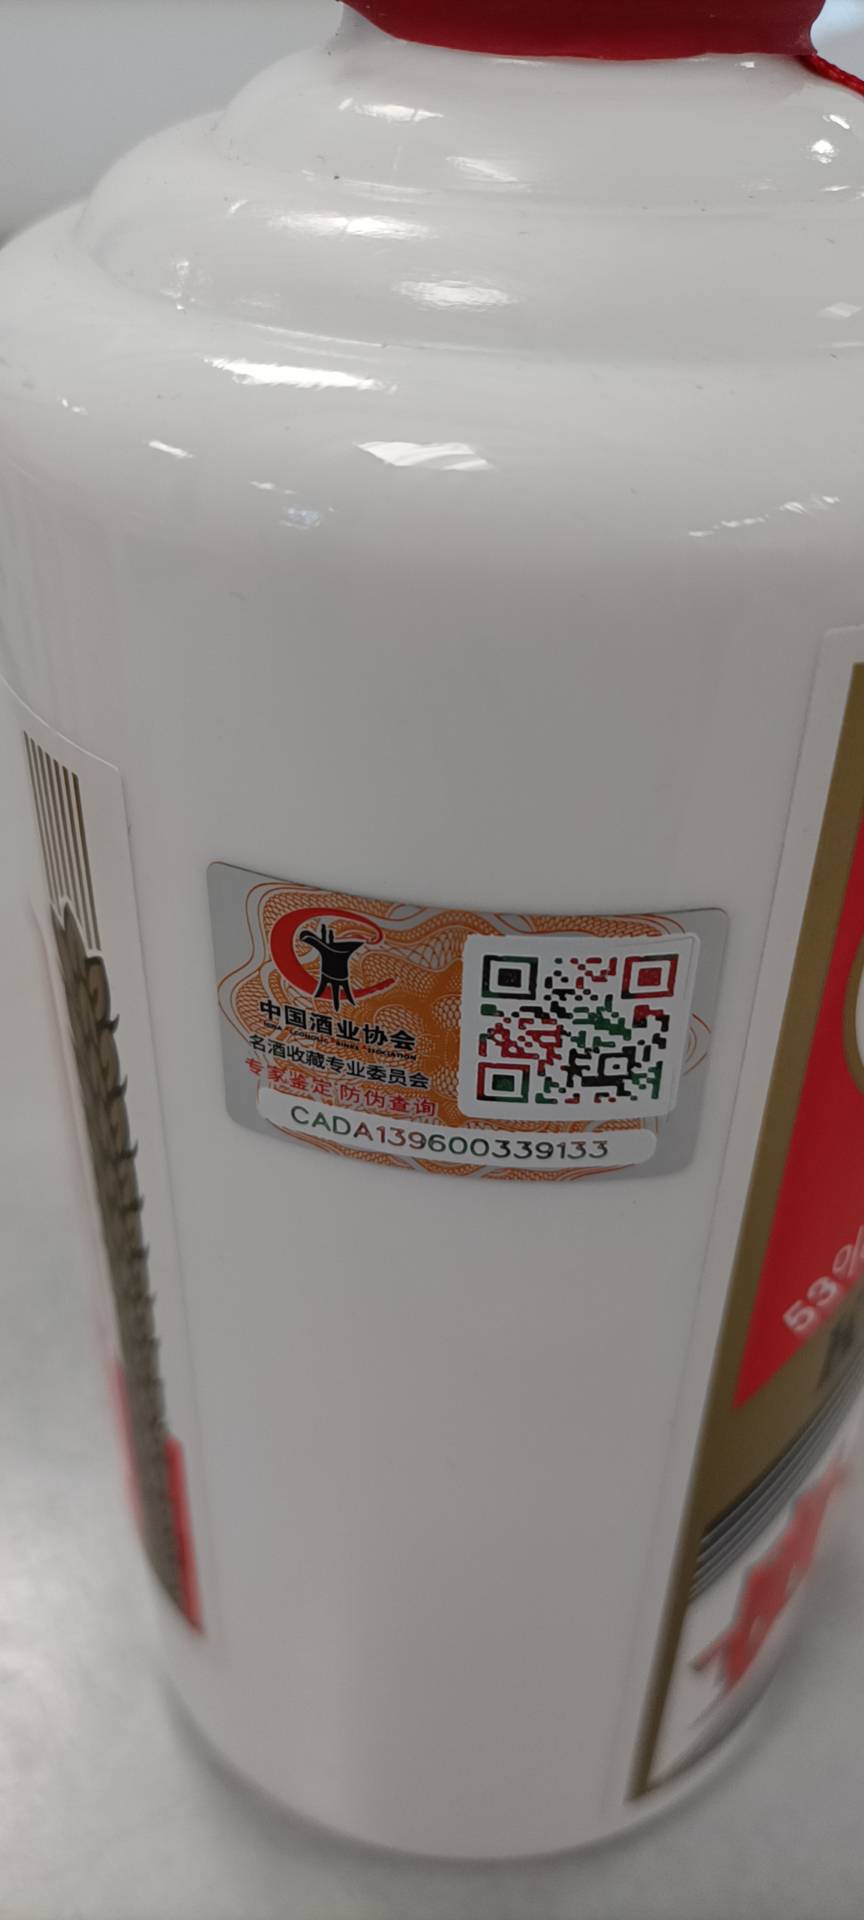 中国酒业协会
名酒收藏专业委员会
专家鉴定 防伪查询
CADA139600339133
53%